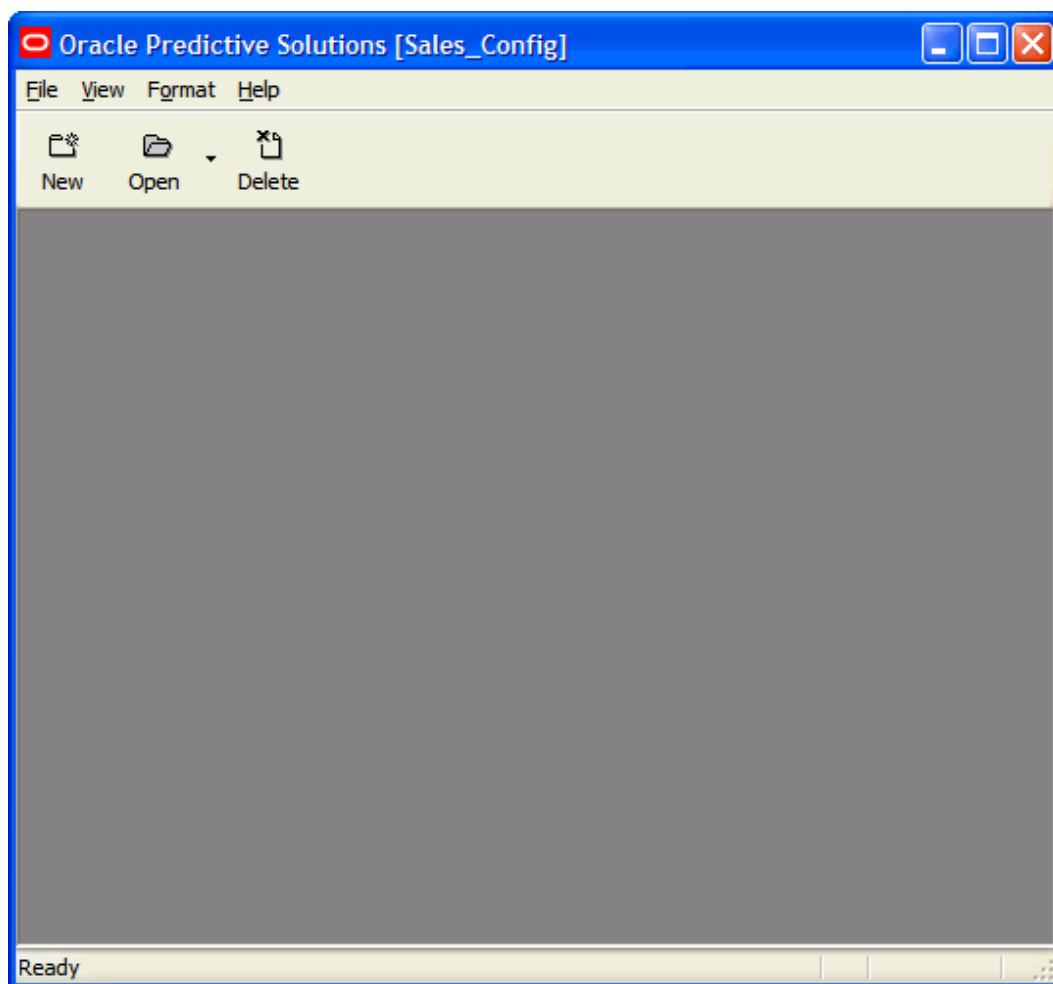 Oracle Predictive Solutions [Sales_Config]
File View Format Help
New Open Delete
Ready